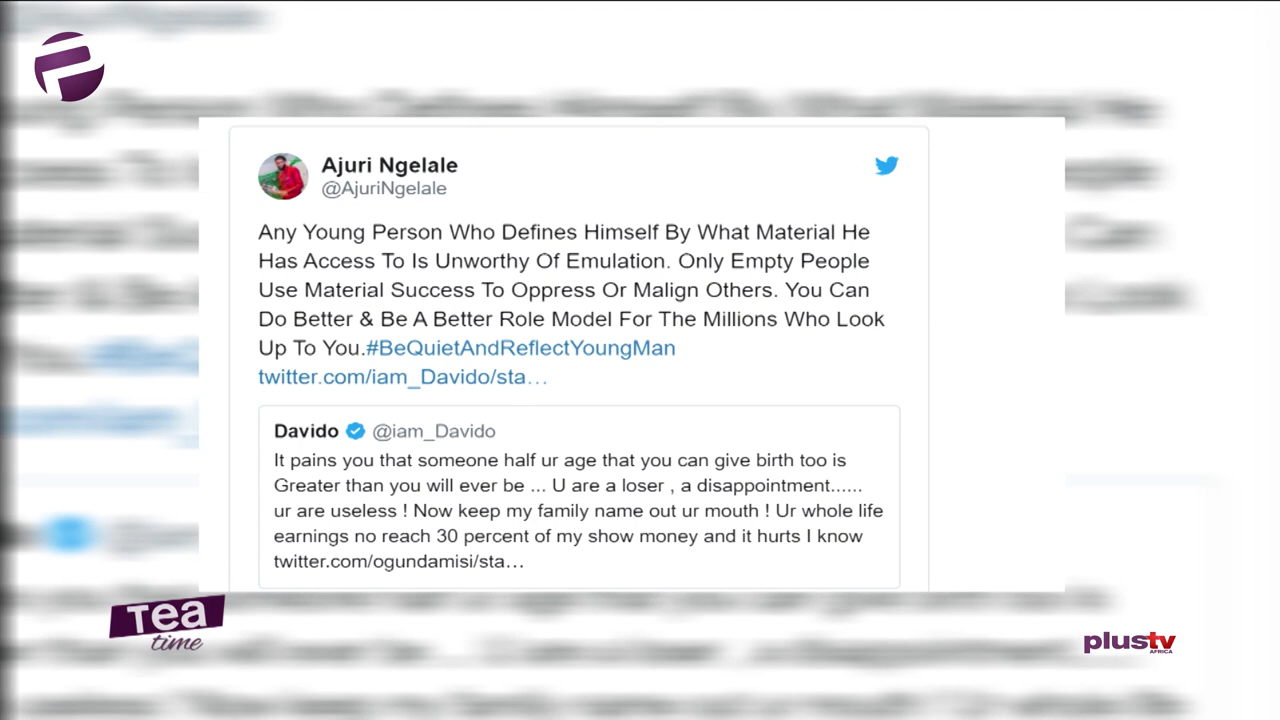 Ajuri Ngelale
@AjuriNgelale
Any Young Person Who Defines Himself By What Material He
Has Access To Is Unworthy Of Emulation. Only Empty People
Use Material Success To Oppress Or Malign Others. You Can
Do Better & Be A Better Role Model For The Millions Who Look
Up To You.#BeQuietAndReflectYoungMan
twitter.com/iam_Davido/sta…
Davido @iam_Davido
It pains you that someone half ur age that you can give birth too is
Greater than you will ever be ... U are a loser , a disappointment......
ur are useless ! Now keep my family name out ur mouth ! Ur whole life
earnings no reach 30 percent of my show money and it hurts I know
twitter.com/ogundamisi/sta…
Tea
time
plustv
AFRICA